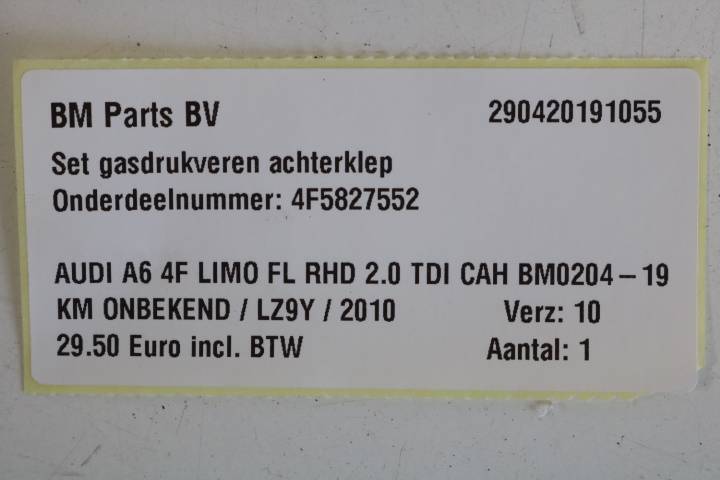 BM Parts BV 290420191055
Set gasdrukveren achterklep
Onderdeelnummer: 4F5827552
AUDI A6 4F LIMO FL RHD 2.0 TDI CAH BM0204-19
KM ONBEKEND / LZ9Y / 2010 Verz: 10
29.50 Euro incl. BTW Aantal: 1